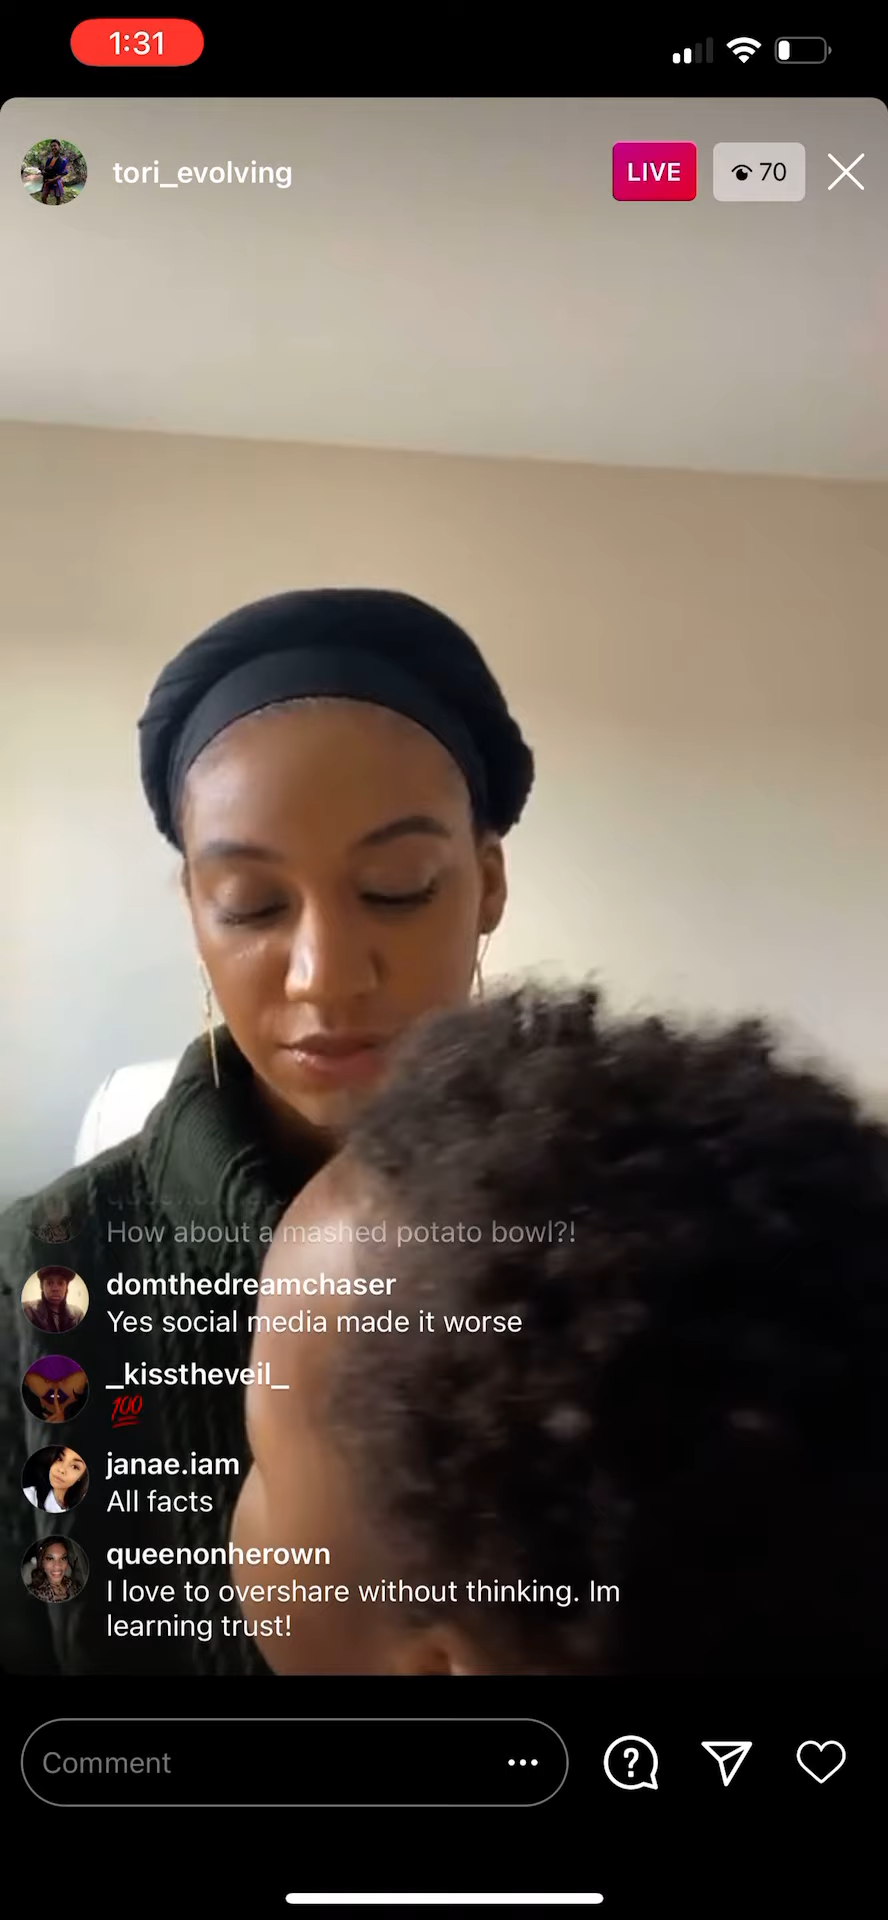 1:31
tori_evolving
LIVE
70
How about a mashed potato bowl?!
domthedreamchaser
Yes social media made it worse
_kisstheveil_
💯
janae.iam
All facts
queenonherown
I love to overshare without thinking. Im
learning trust!
Comment